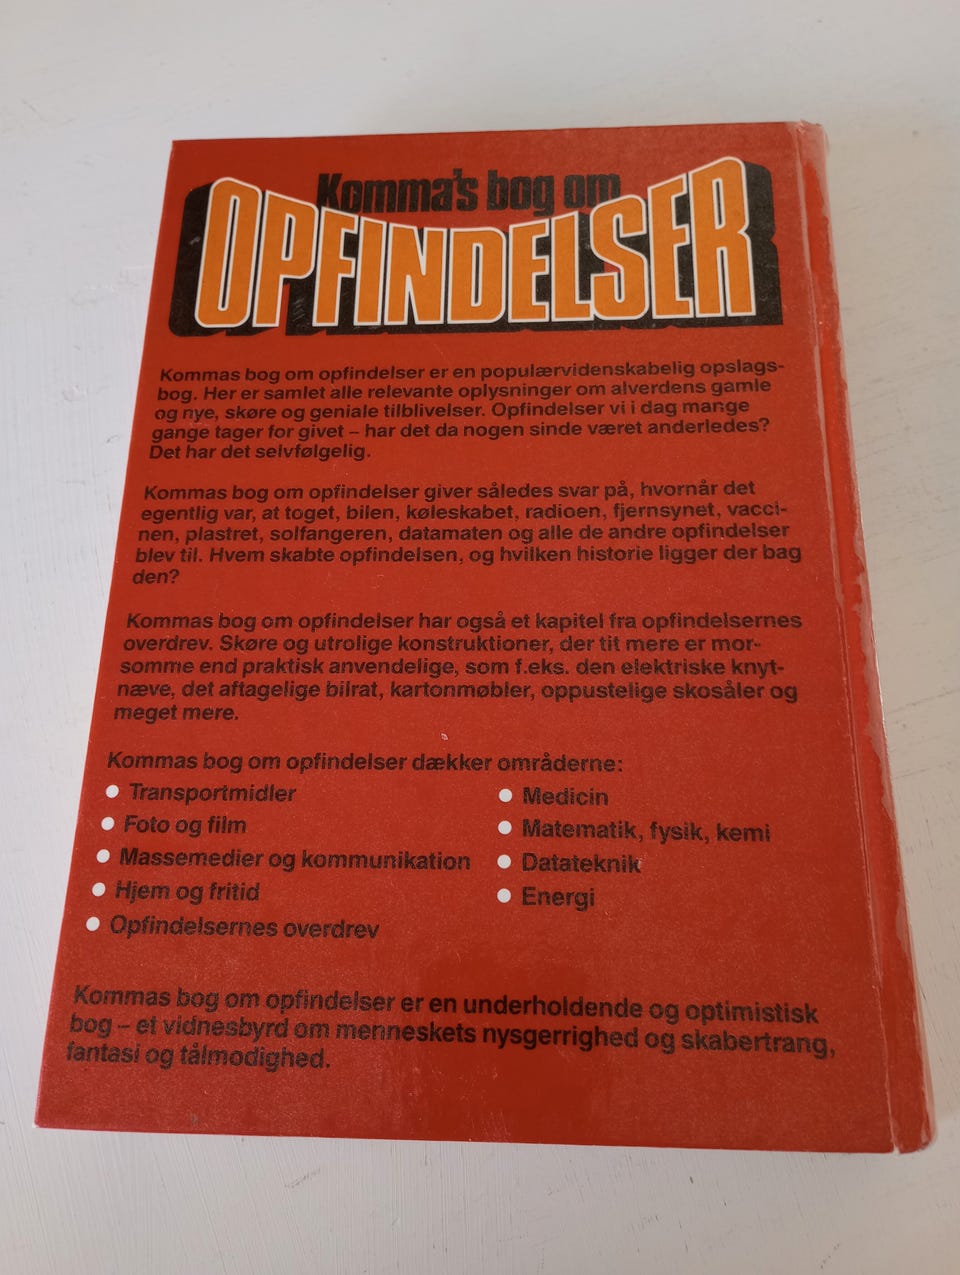 Komma's bog om
OPFINDELSER
Kommas bog om opfindelser er en populærvidenskabelig opslags-
bog. Her er samlet alle relevante oplysninger om alverdens gamle
og nye, skøre og geniale tilblivelser. Opfindelser vi i dag mange
gange tager for givet – har det da nogen sinde været anderledes?
Det har det selvfølgelig.
Kommas bog om opfindelser giver således svar på, hvornår det
egentlig var, at toget, bilen, køleskabet, radioen, fjernsynet, vacci-
nen, plastret, solfangeren, datamaten og alle de andre opfindelser
blev til. Hvem skabte opfindelsen, og hvilken historie ligger der bag
den?
Kommas bog om opfindelser har også et kapitel fra opfindelsernes
overdrev. Skøre og utrolige konstruktioner, der tit mere er mor-
somme end praktisk anvendelige, som f.eks. den elektriske knyt-
næve, det aftagelige bilrat, kartonmøbler, oppustelige skosåler og
meget mere.
Kommas bog om opfindelser dækker områderne:
● Transportmidler
● Foto og film
● Massemedier og kommunikation
● Hjem og fritid
● Opfindelsernes overdrev
● Medicin
● Matematik, fysik, kemi
● Datateknik
● Energi
Kommas bog om opfindelser er en underholdende og optimistisk
bog – et vidnesbyrd om menneskets nysgerrighed og skabertrang,
fantasi og tålmodighed.